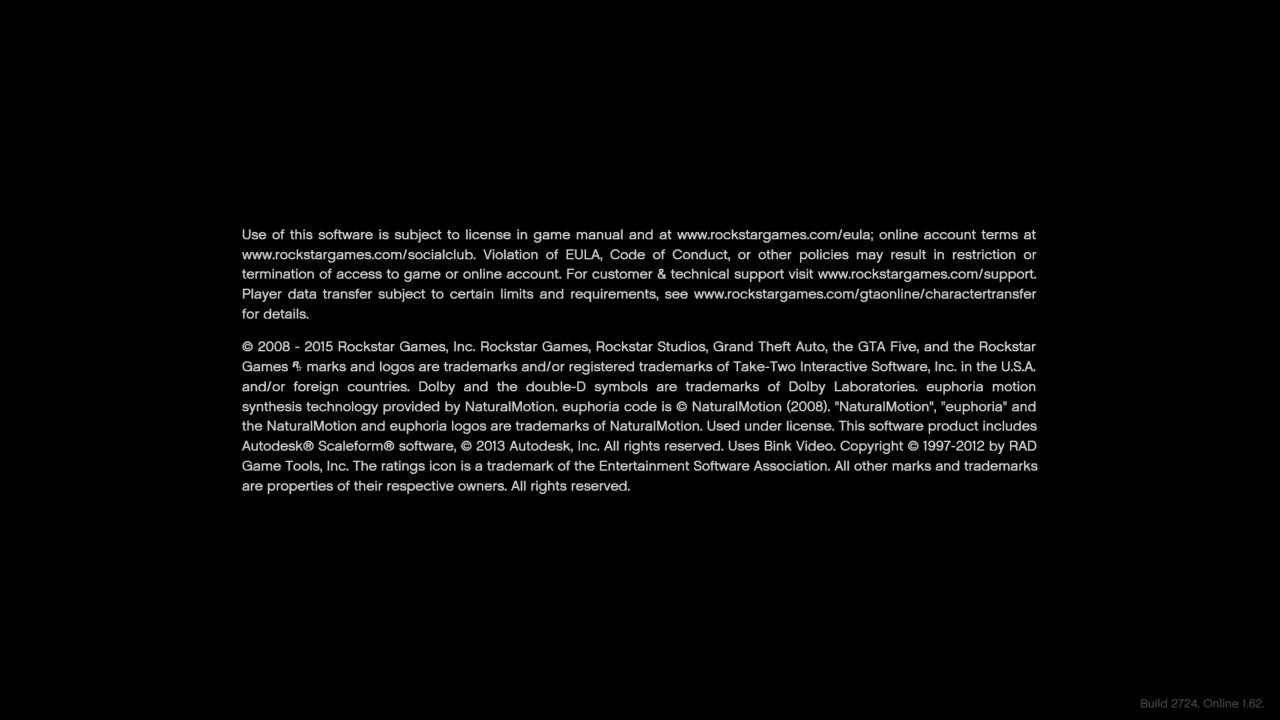 Use of this software is subject to license in game manual and at www.rockstargames.com/eula; online account terms at
www.rockstargames.com/socialclub. Violation of EULA, Code of Conduct, or other policies may result in restriction or
termination of access to game or online account. For customer & technical support visit www.rockstargames.com/support.
Player data transfer subject to certain limits and requirements, see www.rockstargames.com/gtaonline/charactertransfer
for details.
© 2008 - 2015 Rockstar Games, Inc. Rockstar Games, Rockstar Studios, Grand Theft Auto, the GTA Five, and the Rockstar
Games R* marks and logos are trademarks and/or registered trademarks of Take-Two Interactive Software, Inc. in the U.S.A.
and/or foreign countries. Dolby and the double-D symbols are trademarks of Dolby Laboratories. euphoria motion
synthesis technology provided by NaturalMotion. euphoria code is © NaturalMotion (2008). "NaturalMotion", "euphoria" and
the NaturalMotion and euphoria logos are trademarks of NaturalMotion. Used under license. This software product includes
Autodesk® Scaleform® software, © 2013 Autodesk, Inc. All rights reserved. Uses Bink Video. Copyright © 1997-2012 by RAD
Game Tools, Inc. The ratings icon is a trademark of the Entertainment Software Association. All other marks and trademarks
are properties of their respective owners. All rights reserved.
Build 2724. Online 1.62.